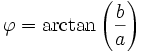 φ = arctan(b/a)